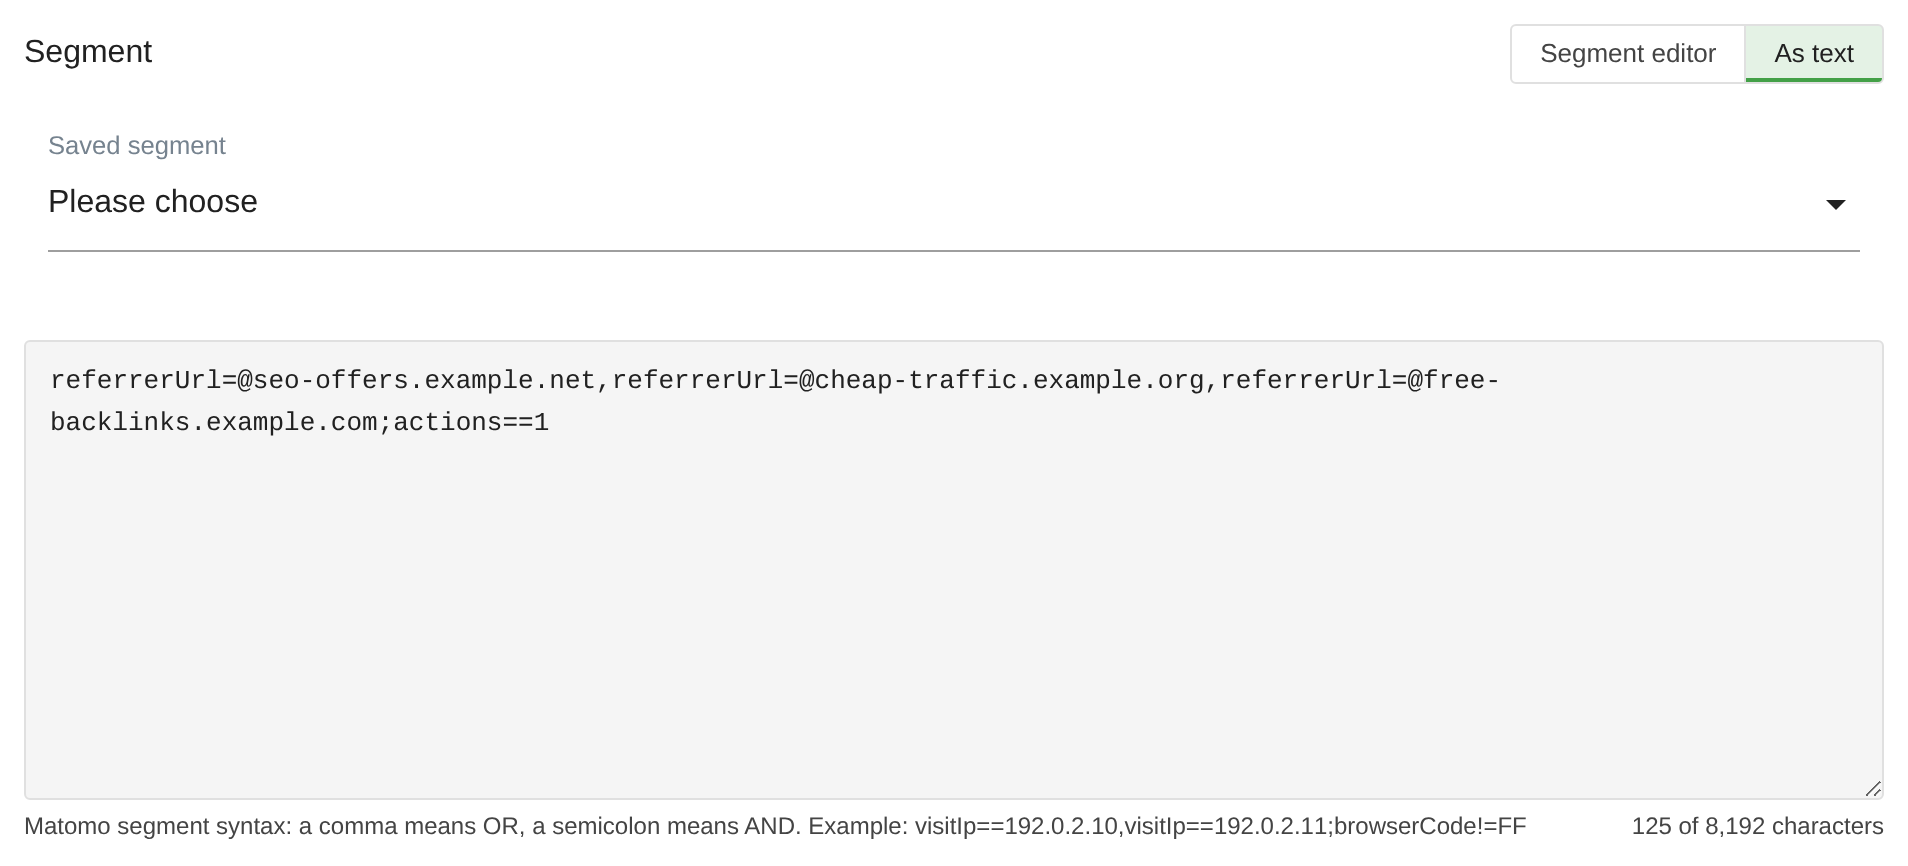 Segment
Segment editor
As text
Saved segment
Please choose
referrerUrl=@seo-offers.example.net,referrerUrl=@cheap-traffic.example.org,referrerUrl=@free-
backlinks.example.com;actions==1
Matomo segment syntax: a comma means OR, a semicolon means AND. Example: visitIp==192.0.2.10,visitIp==192.0.2.11;browserCode!=FF
125 of 8,192 characters